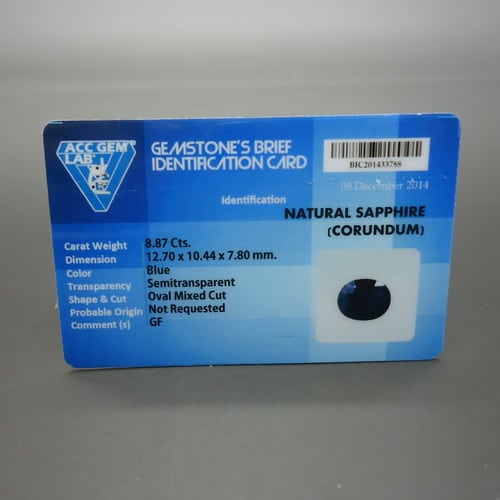 ACC GEM
LAB
GEMSTONE'S BRIEF
IDENTIFICATION CARD
BIC201433788
05 December 2014
Identification
NATURAL SAPPHIRE
(CORUNDUM)
Carat Weight 8.87 Cts.
Dimension 12.70 x 10.44 x 7.80 mm.
Color Blue
Transparency Semitransparent
Shape & Cut Oval Mixed Cut
Probable Origin Not Requested
Comment (s) GF